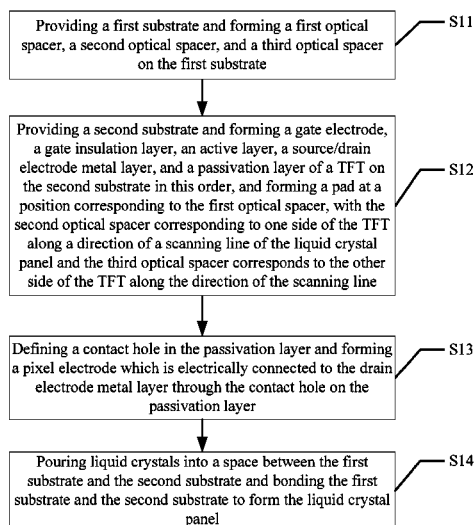 Providing a first substrate and forming a first optical
spacer, a second optical spacer, and a third optical spacer
on the first substrate
S11
Providing a second substrate and forming a gate electrode,
a gate insulation layer, an active layer, a source/drain
electrode metal layer, and a passivation layer of a TFT on
the second substrate in this order, and forming a pad at a
position corresponding to the first optical spacer, with the
second optical spacer corresponding to one side of the TFT
along a direction of a scanning line of the liquid crystal
panel and the third optical spacer corresponds to the other
side of the TFT along the direction of the scanning line
S12
Defining a contact hole in the passivation layer and forming
a pixel electrode which is electrically connected to the drain
electrode metal layer through the contact hole on the
passivation layer
S13
Pouring liquid crystals into a space between the first
substrate and the second substrate and bonding the first
substrate and the second substrate to form the liquid crystal
panel
S14